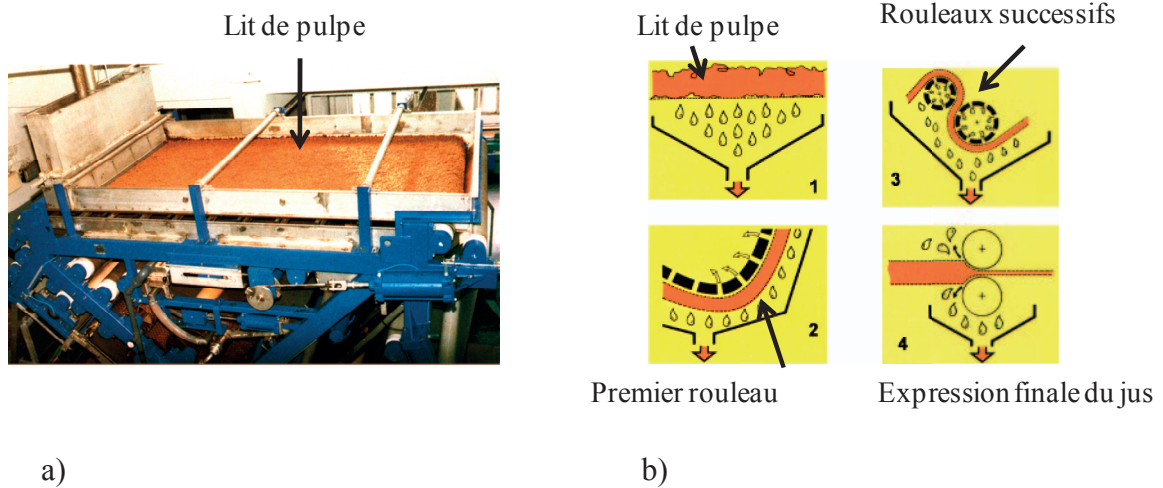 Lit de pulpe
Lit de pulpe
Rouleaux successifs
1
3
2
4
Premier rouleau
Expression finale du jus
a)
b)